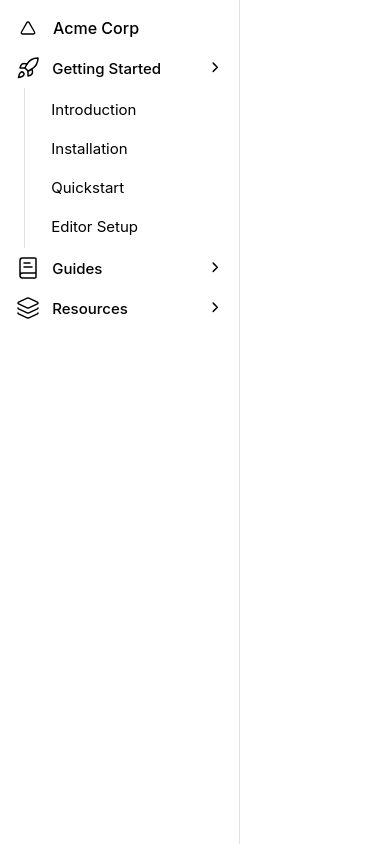 Acme Corp
Getting Started
Introduction
Installation
Quickstart
Editor Setup
Guides
Resources